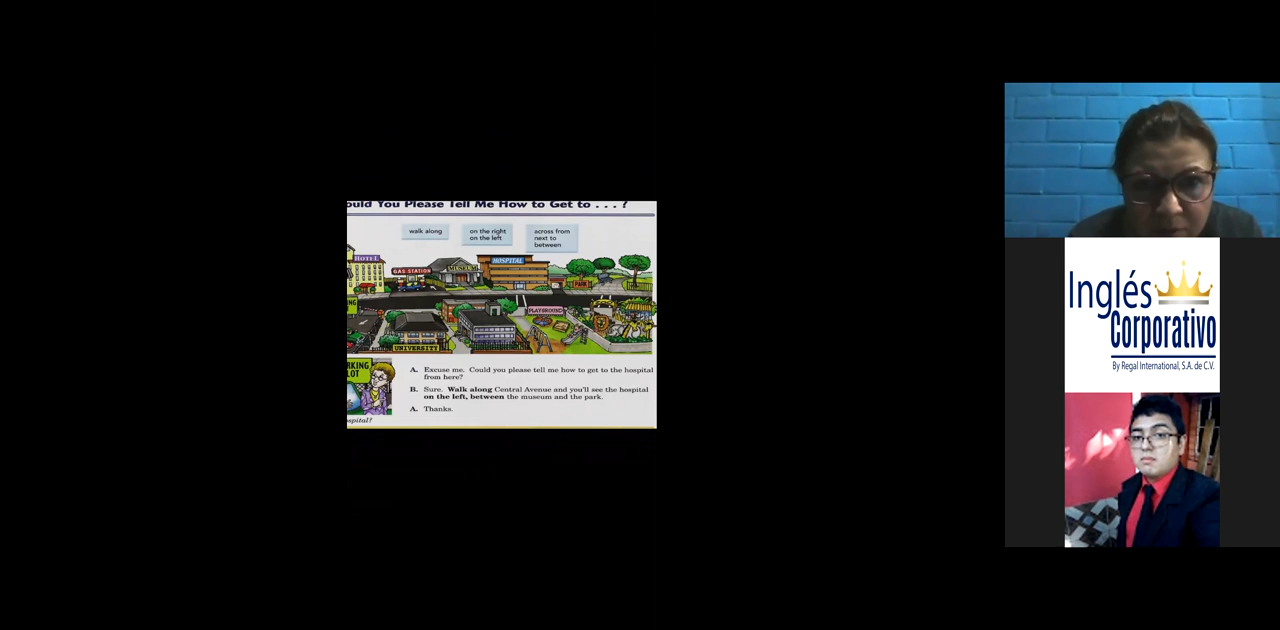 ould You Please Tell Me How to Get to . . . ?
walk along
on the right
on the left
across from
next to
between
HOTEL
GAS STATION
MUSEUM
HOSPITAL
PARK
PLAYGROUND
UNIVERSITY
RKING
LOT
A. Excuse me. Could you please tell me how to get to the hospital
from here?
B. Sure. Walk along Central Avenue and you'll see the hospital
on the left, between the museum and the park.
A. Thanks.
spital?
Inglés
Corporativo
By Regal International, S.A. de C.V.